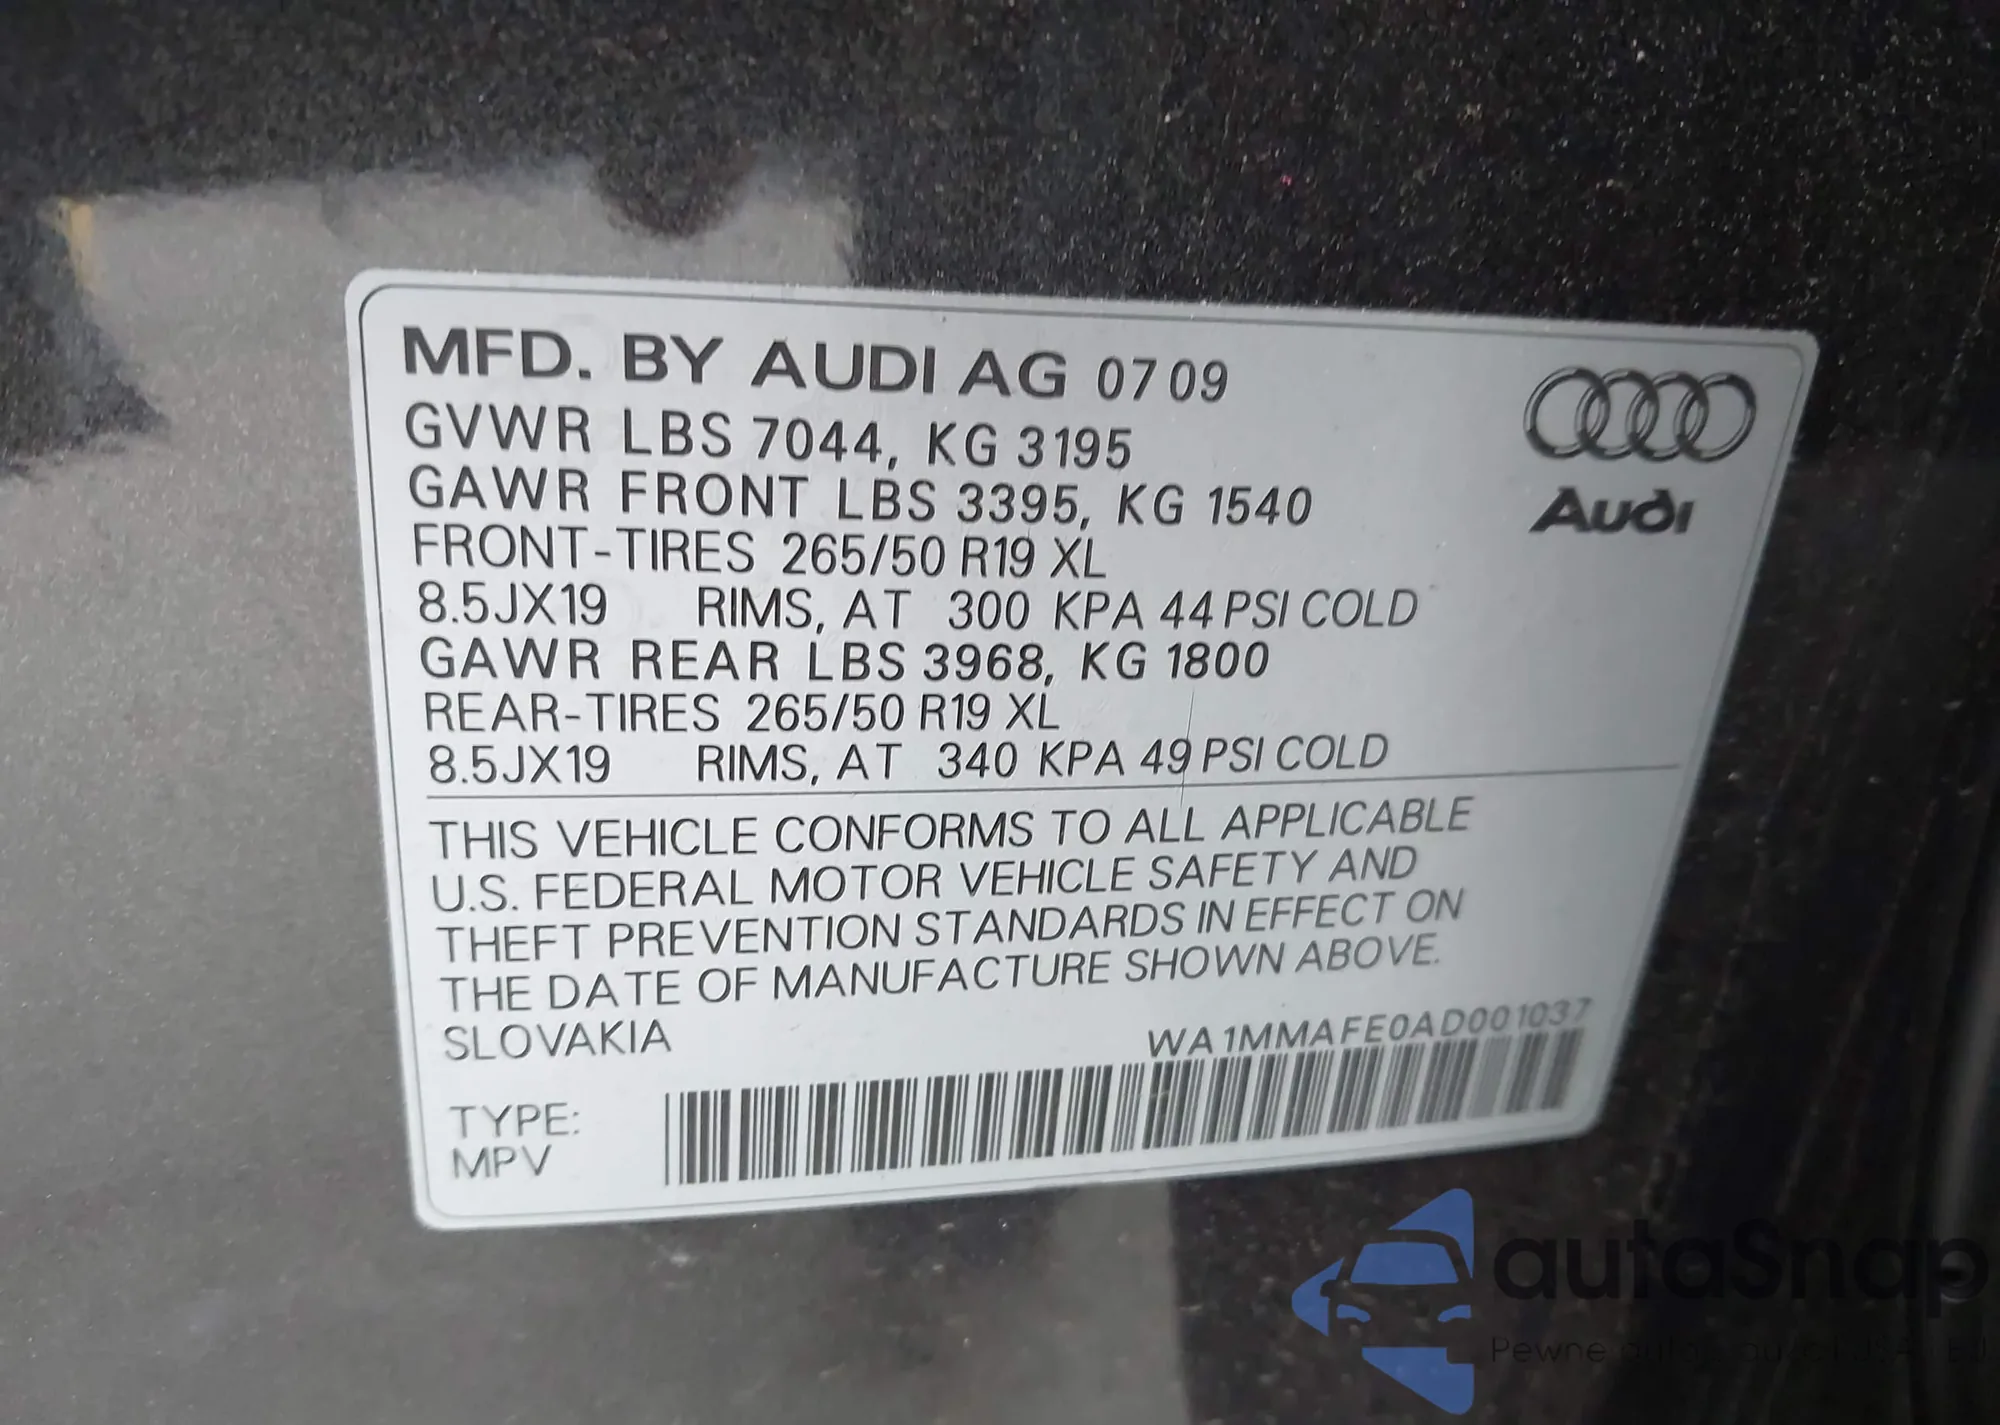 MFD. BY AUDI AG 07 09
GVWR LBS 7044, KG 3195
GAWR FRONT LBS 3395, KG 1540
FRONT-TIRES 265/50 R19 XL
8.5JX19 RIMS, AT 300 KPA 44 PSI COLD
GAWR REAR LBS 3968, KG 1800
REAR-TIRES 265/50 R19 XL
8.5JX19 RIMS, AT 340 KPA 49 PSI COLD
Audi
THIS VEHICLE CONFORMS TO ALL APPLICABLE
U.S. FEDERAL MOTOR VEHICLE SAFETY AND
THEFT PREVENTION STANDARDS IN EFFECT ON
THE DATE OF MANUFACTURE SHOWN ABOVE.
SLOVAKIA WA1MMAFE0AD001037
TYPE:
MPV
autaSnap
Pewne auta